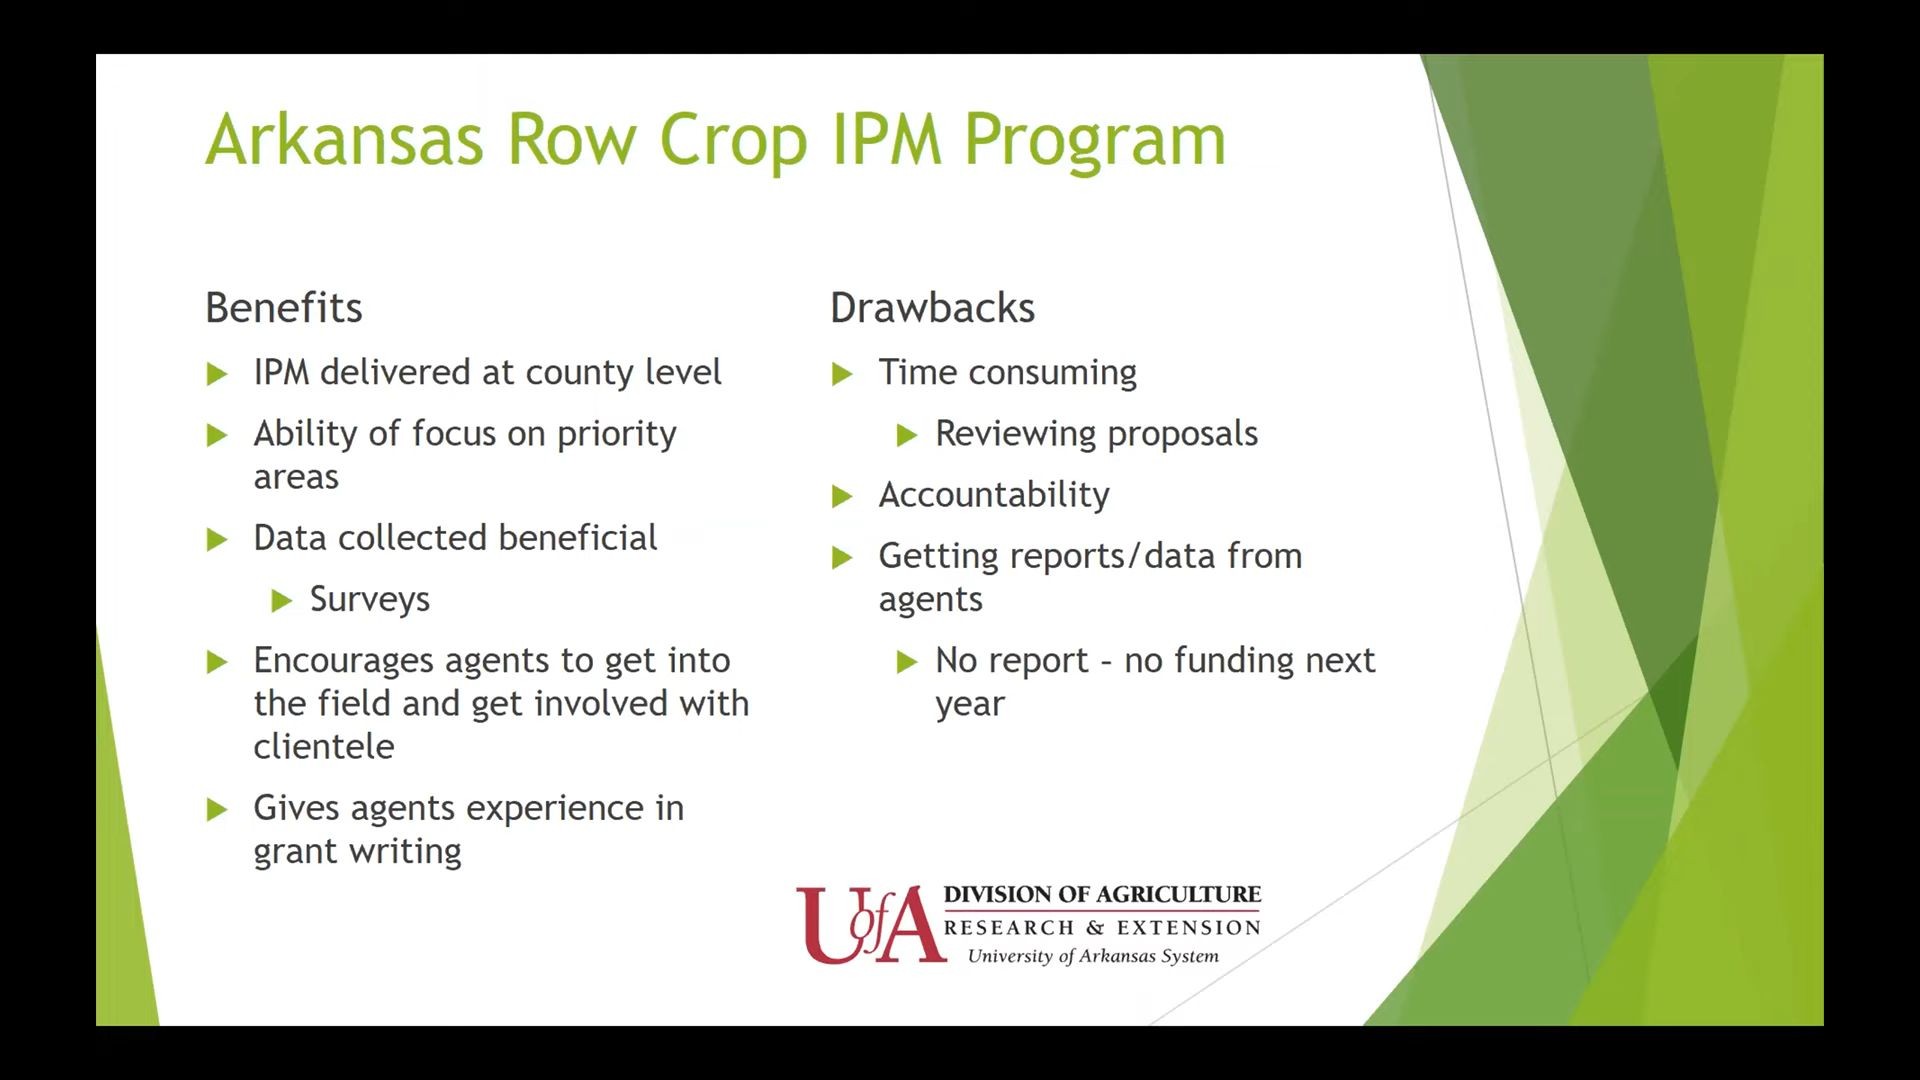 Arkansas Row Crop IPM Program
Benefits
IPM delivered at county level
Ability of focus on priority
areas
Data collected beneficial
Surveys
Encourages agents to get into
the field and get involved with
clientele
Gives agents experience in
grant writing
Drawbacks
Time consuming
Reviewing proposals
Accountability
Getting reports/data from
agents
No report – no funding next
year
UofA
DIVISION OF AGRICULTURE
RESEARCH & EXTENSION
University of Arkansas System